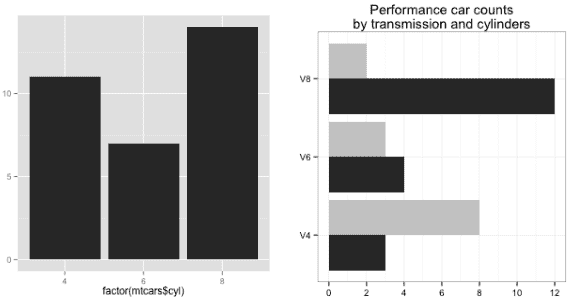 10
5
0
4 6 8
factor(mtcars$cyl)
Performance car counts
by transmission and cylinders
V8
V6
V4
0 2 4 6 8 10 12